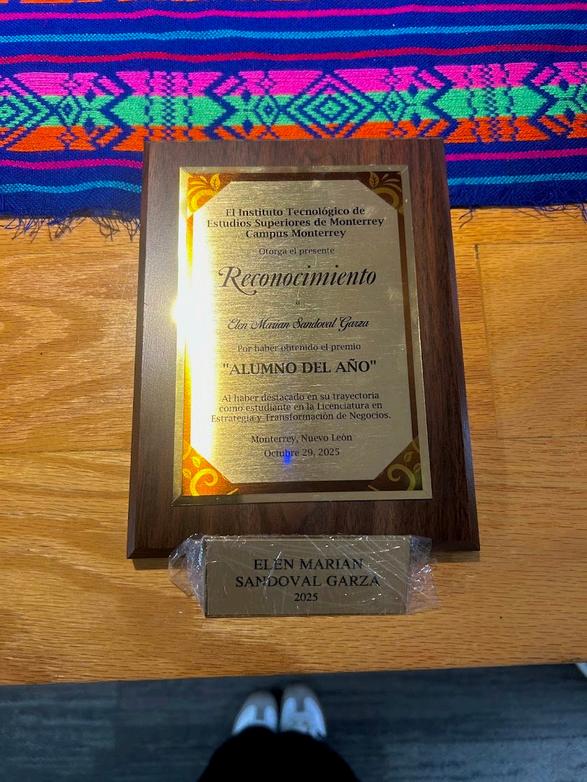 El Instituto Tecnológico de
Estudios Superiores de Monterrey
Campus Monterrey
Otorga el presente
Reconocimiento
a
Elen Marian Sandoval Garza
Por haber obtenido el premio
"ALUMNO DEL AÑO"
Al haber destacado en su trayectoria
como estudiante en la Licenciatura en
Estrategia y Transformación de Negocios.
Monterrey, Nuevo León
Octubre 29, 2025
ELEN MARIAN
SANDOVAL GARZA
2025